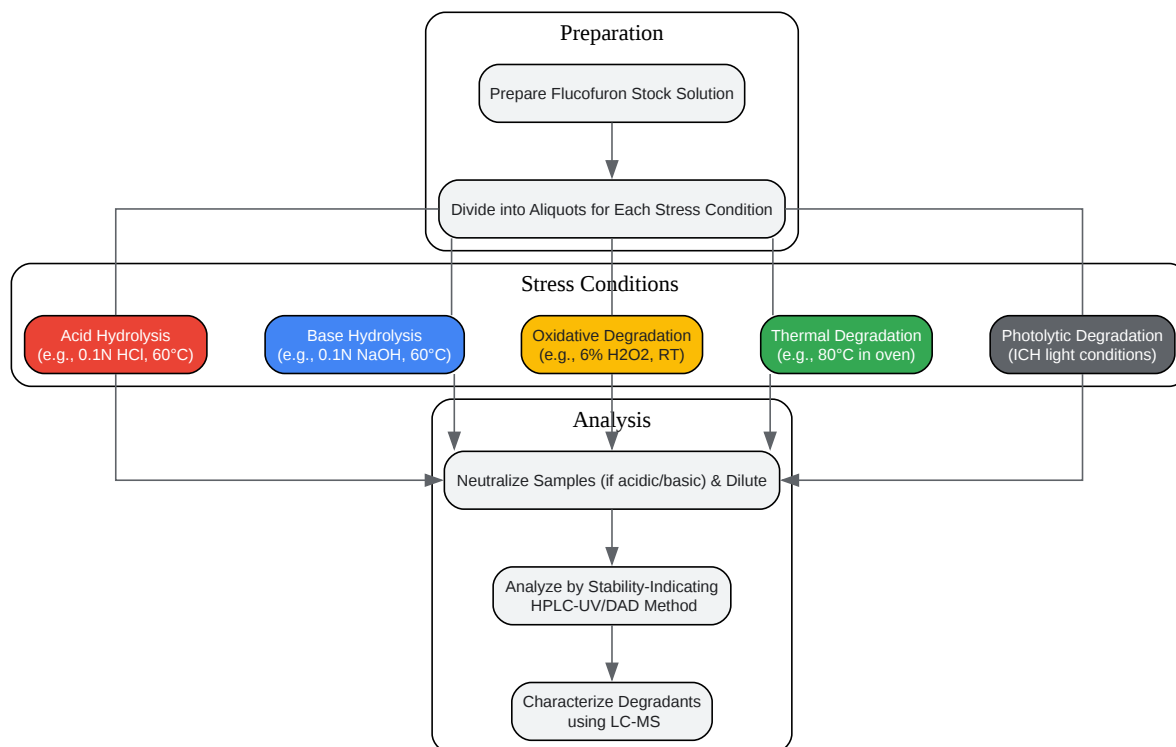 Preparation
Prepare Flucofuron Stock Solution
Divide into Aliquots for Each Stress Condition
Stress Conditions
Acid Hydrolysis
(e.g., 0.1N HCl, 60°C)
Base Hydrolysis
(e.g., 0.1N NaOH, 60°C)
Oxidative Degradation
(e.g., 6% H2O2, RT)
Thermal Degradation
(e.g., 80°C in oven)
Photolytic Degradation
(ICH light conditions)
Analysis
Neutralize Samples (if acidic/basic) & Dilute
Analyze by Stability-Indicating
HPLC-UV/DAD Method
Characterize Degradants
using LC-MS